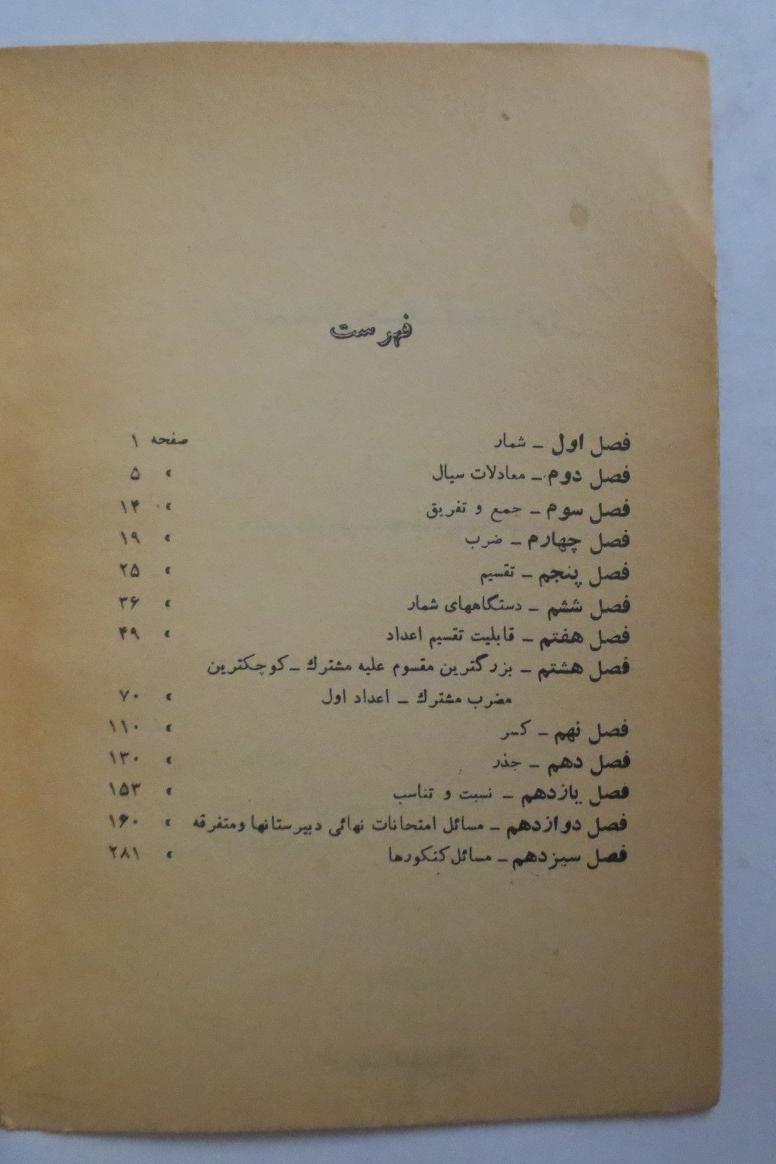 فهرست
فصل اول – شمار صفحه ۱
فصل دوم – معادلات سیال » ۵
فصل سوم – جمع و تفریق » ۱۴
فصل چهارم – ضرب » ۱۹
فصل پنجم – تقسیم » ۲۵
فصل ششم – دستگاههای شمار » ۳۶
فصل هفتم – قابلیت تقسیم اعداد » ۴۹
فصل هشتم – بزرگترین مقسوم علیه مشترك – کوچکترین
مضرب مشترك – اعداد اول » ۷۰
فصل نهم – کسر » ۱۱۰
فصل دهم – جذر » ۱۳۰
فصل یازدهم – نسبت و تناسب » ۱۵۳
فصل دوازدهم – مسائل امتحانات نهائی دبیرستانها ومتفرقه » ۱۶۰
فصل سیزدهم – مسائل کنکورها » ۲۸۱